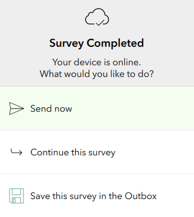 Survey Completed
Your device is online.
What would you like to do?
Send now
Continue this survey
Save this survey in the Outbox